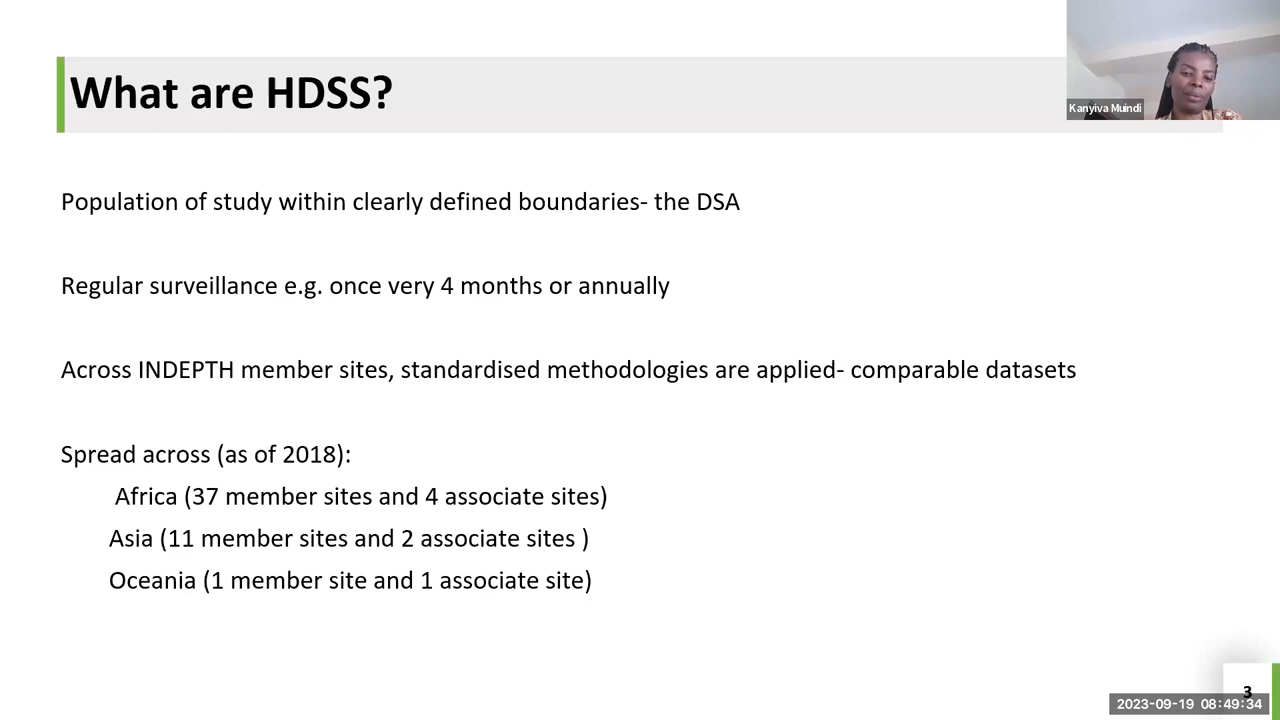 What are HDSS?
Kanyiva Muindi
Population of study within clearly defined boundaries- the DSA
Regular surveillance e.g. once very 4 months or annually
Across INDEPTH member sites, standardised methodologies are applied- comparable datasets
Spread across (as of 2018):
Africa (37 member sites and 4 associate sites)
Asia (11 member sites and 2 associate sites )
Oceania (1 member site and 1 associate site)
3
2023-09-19 08:49:34